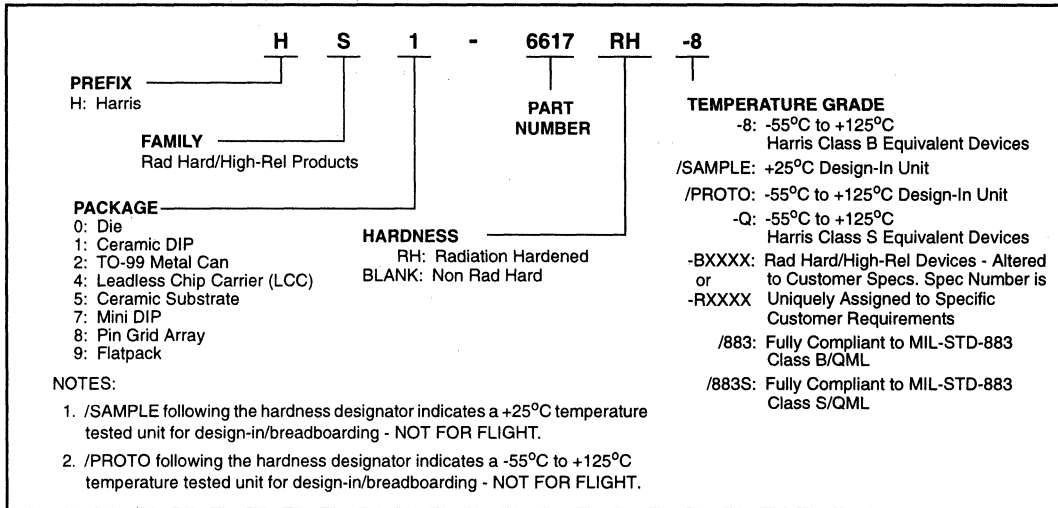 H S 1 - 6617 RH -8
PREFIX
H: Harris
FAMILY
Rad Hard/High-Rel Products
PACKAGE
0: Die
1: Ceramic DIP
2: TO-99 Metal Can
4: Leadless Chip Carrier (LCC)
5: Ceramic Substrate
7: Mini DIP
8: Pin Grid Array
9: Flatpack
PART
NUMBER
HARDNESS
RH: Radiation Hardened
BLANK: Non Rad Hard
TEMPERATURE GRADE
-8: -55°C to +125°C
Harris Class B Equivalent Devices
/SAMPLE: +25°C Design-In Unit
/PROTO: -55°C to +125°C Design-In Unit
-Q: -55°C to +125°C
Harris Class S Equivalent Devices
-BXXXX: Rad Hard/High-Rel Devices - Altered
or to Customer Specs. Spec Number is
-RXXXX Uniquely Assigned to Specific
Customer Requirements
/883: Fully Compliant to MIL-STD-883
Class B/QML
/883S: Fully Compliant to MIL-STD-883
Class S/QML
NOTES:
1. /SAMPLE following the hardness designator indicates a +25°C temperature
tested unit for design-in/breadboarding - NOT FOR FLIGHT.
2. /PROTO following the hardness designator indicates a -55°C to +125°C
temperature tested unit for design-in/breadboarding - NOT FOR FLIGHT.